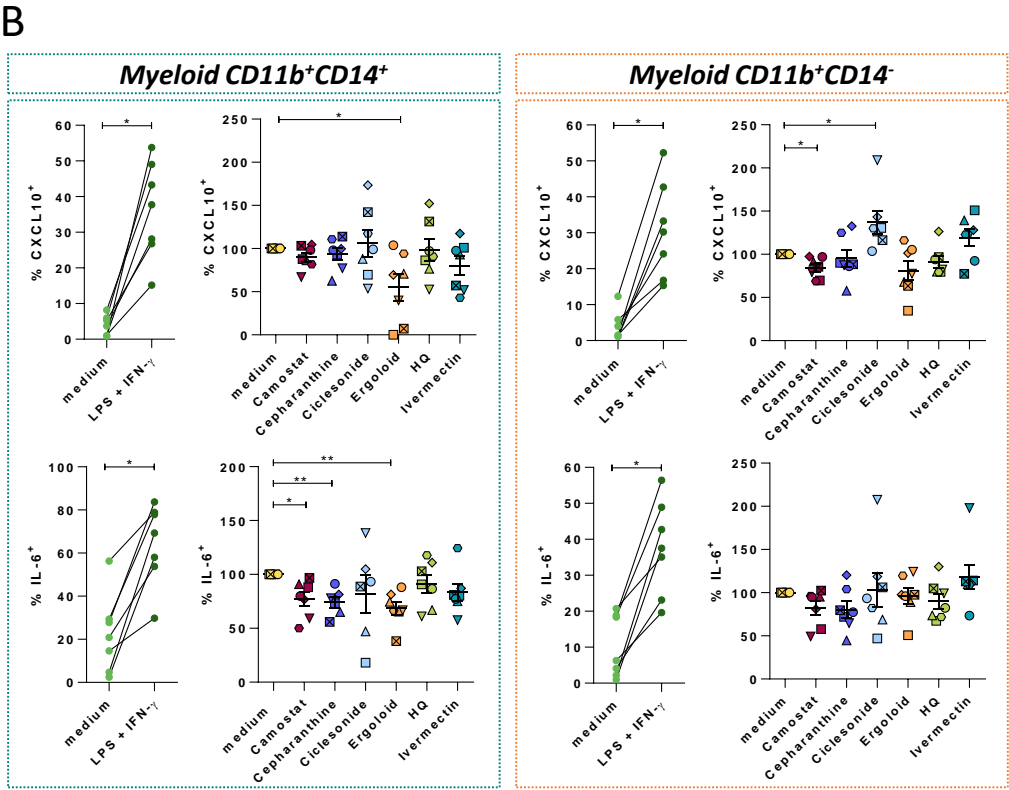 B
Myeloid CD11b⁺CD14⁺
60
50
40
30
20
10
0
% CXCL10⁺
medium
LPS + IFN-γ
*
250
200
150
100
50
0
% CXCL10⁺
*
medium
Camostat
Cepharanthine
Ciclesonide
Ergoloid
HQ
Ivermectin
100
80
60
40
20
0
% IL-6⁺
*
medium
LPS + IFN-γ
200
150
100
50
0
% IL-6⁺
**
**
*
medium
Camostat
Cepharanthine
Ciclesonide
Ergoloid
HQ
Ivermectin
Myeloid CD11b⁺CD14⁻
60
50
40
30
20
10
0
% CXCL10⁺
*
medium
LPS + IFN-γ
250
200
150
100
50
0
% CXCL10⁺
*
*
medium
Camostat
Cepharanthine
Ciclesonide
Ergoloid
HQ
Ivermectin
60
50
40
30
20
10
0
% IL-6⁺
*
medium
LPS + IFN-γ
250
200
150
100
50
0
% IL-6⁺
medium
Camostat
Cepharanthine
Ciclesonide
Ergoloid
HQ
Ivermectin